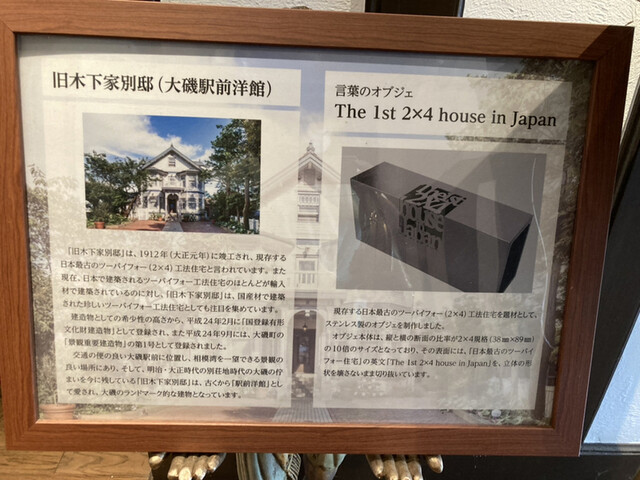 旧木下家別邸(大磯駅前洋館)
「旧木下家別邸」は、1912年(大正元年)に竣工され、現存する
日本最古のツーバイフォー(2×4)工法住宅と言われています。また
現在、日本で建築されるツーバイフォー工法住宅のほとんどが輸入
材で建築されているのに対し、「旧木下家別邸」は、国産材で建築
された珍しいツーバイフォー工法住宅としても注目を集めています。
建造物としての希少性の高さから、平成24年2月に「国登録有形
文化財建造物」として登録され、また平成24年9月には、大磯町の
「景観重要建造物」の第1号として登録されました。
交通の便の良い大磯駅前に位置し、相模湾を一望できる景観の
良い場所にあり、そして、明治・大正時代の別荘地時代の大磯の佇
まいを今に残している「旧木下家別邸」は、古くから「駅前洋館」とし
て愛され、大磯のランドマーク的な建物となっています。
言葉のオブジェ
The 1st 2×4 house in Japan
The 1st
2×4
house
in
Japan
現存する日本最古のツーバイフォー(2×4)工法住宅を題材として、
ステンレス製のオブジェを制作しました。
オブジェ本体は、縦と横の断面の比率が2×4規格(38㎜×89㎜)
の10倍のサイズとなっており、その表面には、「日本最古のツーバイ
フォー住宅」の英文「The 1st 2×4 house in Japan」を、立体の形
状を壊さないまま切り抜いています。